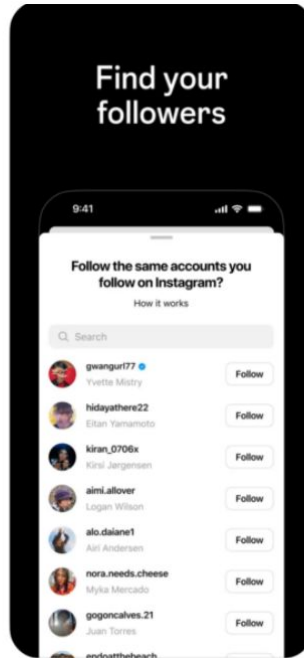 Find your
followers
9:41
Follow the same accounts you
follow on Instagram?
How it works
Search
gwangurl77
Yvette Mistry
Follow
hidayathere22
Eitan Yamamoto
Follow
kiran_0706x
Kirsi Jørgensen
Follow
aimi.allover
Logan Wilson
Follow
alo.daiane1
Airi Andersen
Follow
nora.needs.cheese
Myka Mercado
Follow
gogoncalves.21
Juan Torres
Follow
endoatthebeach